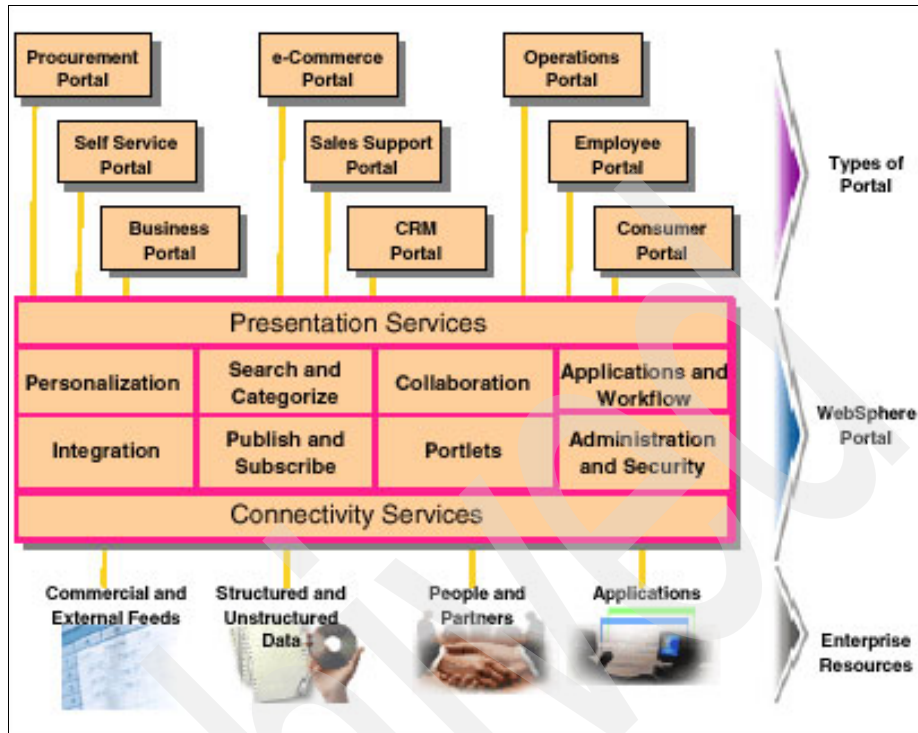 Procurement
Portal
e-Commerce
Portal
Operations
Portal
Self Service
Portal
Sales Support
Portal
Employee
Portal
Business
Portal
CRM
Portal
Consumer
Portal
Types of
Portal
Presentation Services
Personalization
Search and
Categorize
Collaboration
Applications and
Workflow
Integration
Publish and
Subscribe
Portlets
Administration
and Security
Connectivity Services
WebSphere
Portal
Commercial and
External Feeds
Structured and
Unstructured
Data
People and
Partners
Applications
Enterprise
Resources